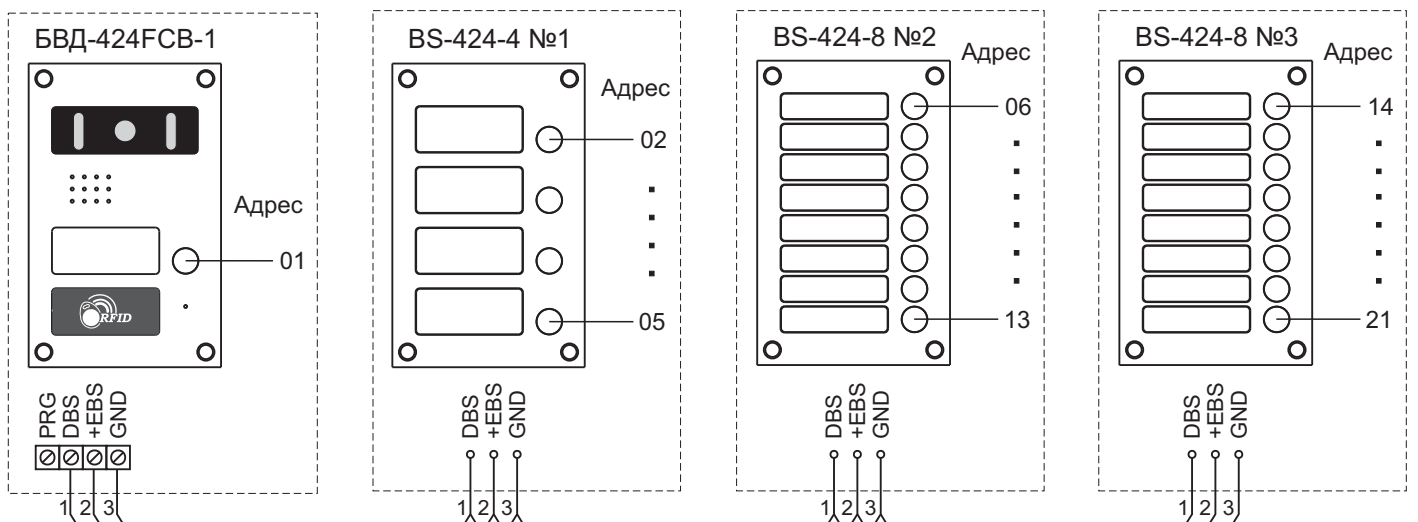 БВД-424FCB-1
Адрес
01
RFID
PRG
DBS
+EBS
GND
1 2 3
BS-424-4 №1
Адрес
02
05
DBS
+EBS
GND
1 2 3
BS-424-8 №2
Адрес
06
13
DBS
+EBS
GND
1 2 3
BS-424-8 №3
Адрес
14
21
DBS
+EBS
GND
1 2 3